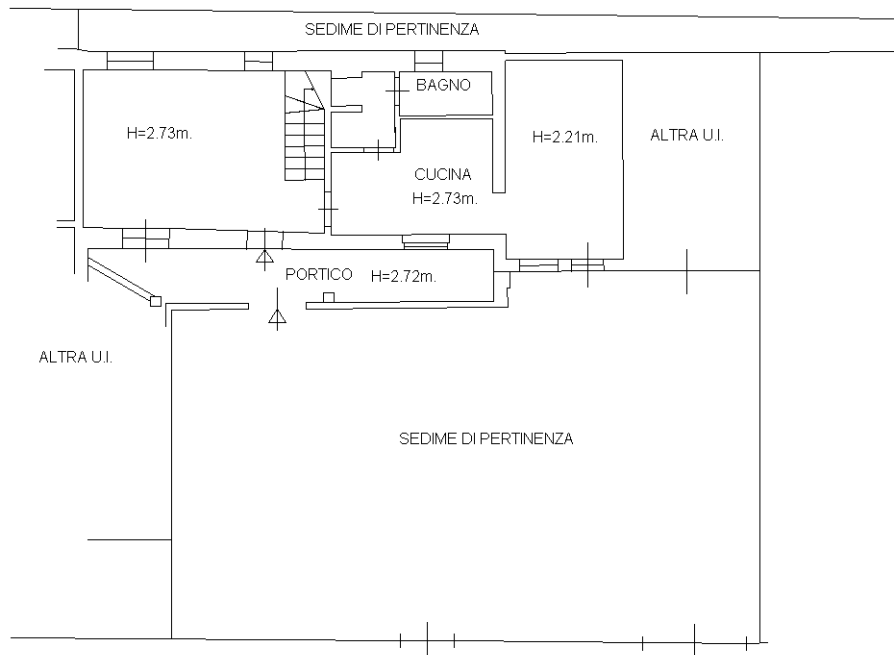 SEDIME DI PERTINENZA
BAGNO
H=2.73m.
H=2.21m.
ALTRA U.I.
CUCINA
H=2.73m.
PORTICO
H=2.72m.
ALTRA U.I.
SEDIME DI PERTINENZA